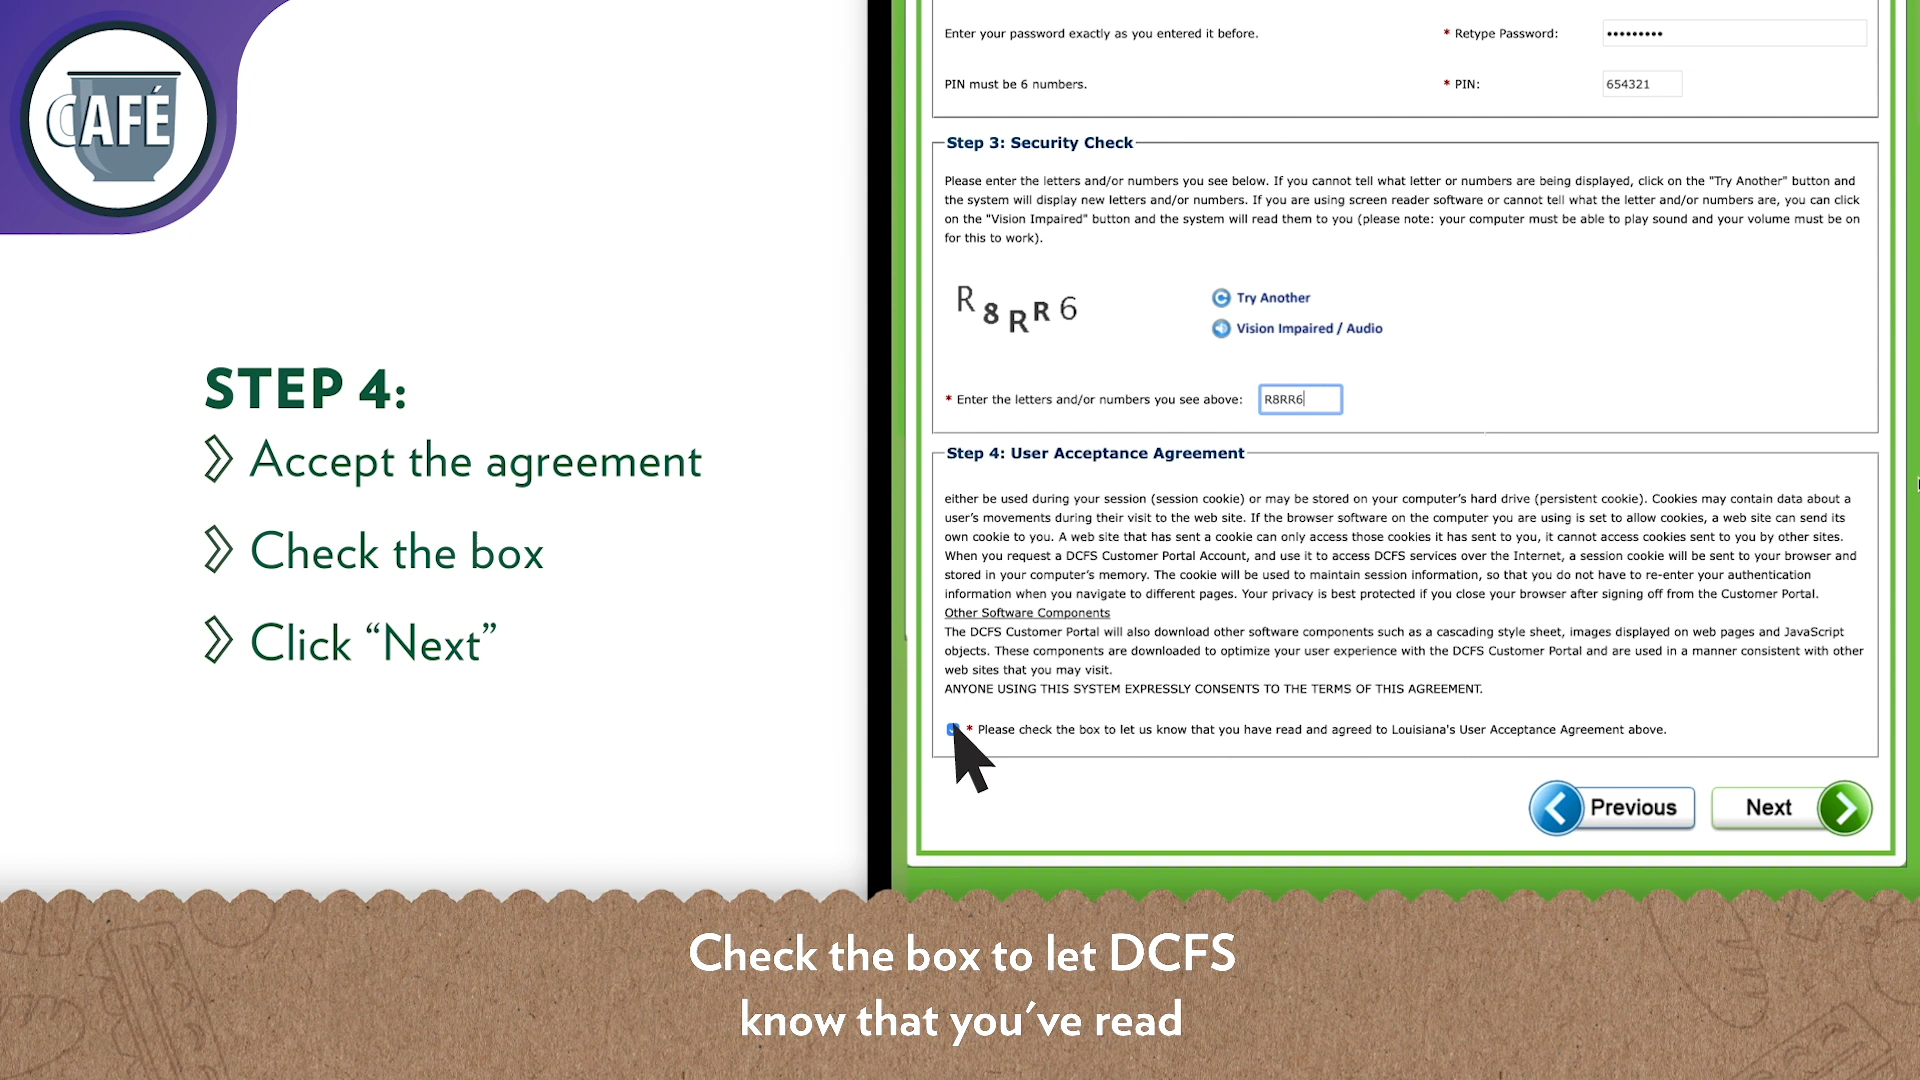 CAFÉ
STEP 4:
Accept the agreement
Check the box
Click “Next”
Enter your password exactly as you entered it before.
* Retype Password:
•••••••••
PIN must be 6 numbers.
* PIN:
654321
Step 3: Security Check
Please enter the letters and/or numbers you see below. If you cannot tell what letter or numbers are being displayed, click on the "Try Another" button and
the system will display new letters and/or numbers. If you are using screen reader software or cannot tell what the letter and/or numbers are, you can click
on the "Vision Impaired" button and the system will read them to you (please note: your computer must be able to play sound and your volume must be on
for this to work).
R8RR6
Try Another
Vision Impaired / Audio
* Enter the letters and/or numbers you see above:
R8RR6
Step 4: User Acceptance Agreement
either be used during your session (session cookie) or may be stored on your computer’s hard drive (persistent cookie). Cookies may contain data about a
user’s movements during their visit to the web site. If the browser software on the computer you are using is set to allow cookies, a web site can send its
own cookie to you. A web site that has sent a cookie can only access those cookies it has sent to you, it cannot access cookies sent to you by other sites.
When you request a DCFS Customer Portal Account, and use it to access DCFS services over the Internet, a session cookie will be sent to your browser and
stored in your computer’s memory. The cookie will be used to maintain session information, so that you do not have to re-enter your authentication
information when you navigate to different pages. Your privacy is best protected if you close your browser after signing off from the Customer Portal.
Other Software Components
The DCFS Customer Portal will also download other software components such as a cascading style sheet, images displayed on web pages and JavaScript
objects. These components are downloaded to optimize your user experience with the DCFS Customer Portal and are used in a manner consistent with other
web sites that you may visit.
ANYONE USING THIS SYSTEM EXPRESSLY CONSENTS TO THE TERMS OF THIS AGREEMENT.
* Please check the box to let us know that you have read and agreed to Louisiana's User Acceptance Agreement above.
Previous
Next
Check the box to let DCFS
know that you’ve read